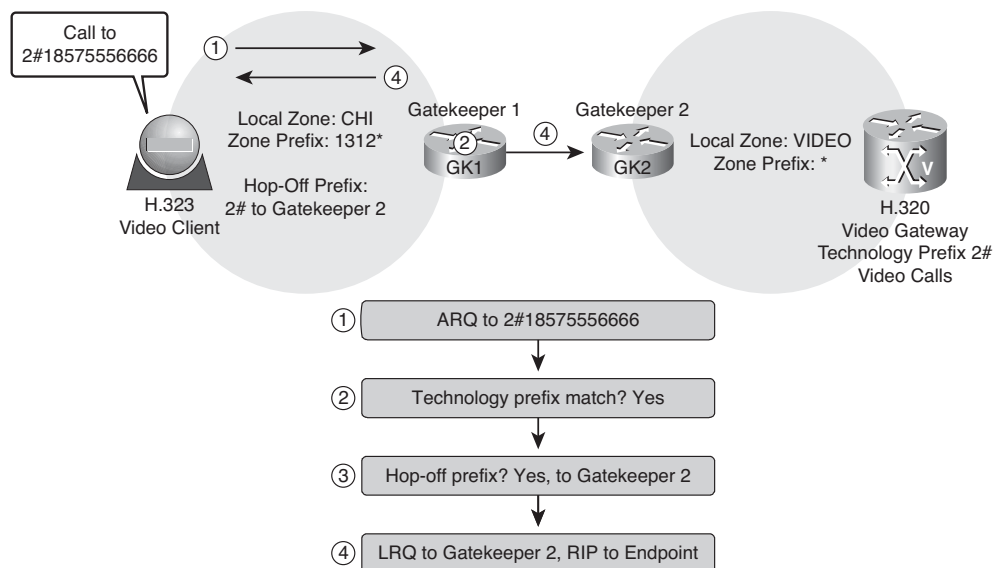 Call to
2#18575556666
1
4
Local Zone: CHI
Zone Prefix: 1312*
Hop-Off Prefix:
2# to Gatekeeper 2
H.323
Video Client
Gatekeeper 1
2
GK1
4
Gatekeeper 2
GK2
Local Zone: VIDEO
Zone Prefix: *
V
H.320
Video Gateway
Technology Prefix 2#
Video Calls
1 ARQ to 2#18575556666
2 Technology prefix match? Yes
3 Hop-off prefix? Yes, to Gatekeeper 2
4 LRQ to Gatekeeper 2, RIP to Endpoint